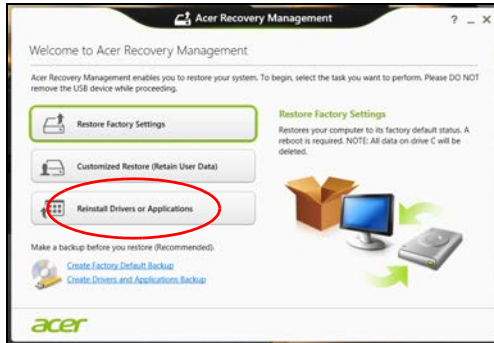 Acer Recovery Management
Welcome to Acer Recovery Management
Acer Recovery Management enables you to restore your system. To begin, select the task you want to perform. Please DO NOT
remove the USB device while proceeding.
Restore Factory Settings
Customized Restore (Retain User Data)
Reinstall Drivers or Applications
Restore Factory Settings
Restores your computer to its factory default status. A
reboot is required. NOTE: All data on drive C will be
deleted.
Make a backup before you restore (Recommended).
Create Factory Default Backup
Create Drivers and Applications Backup
acer